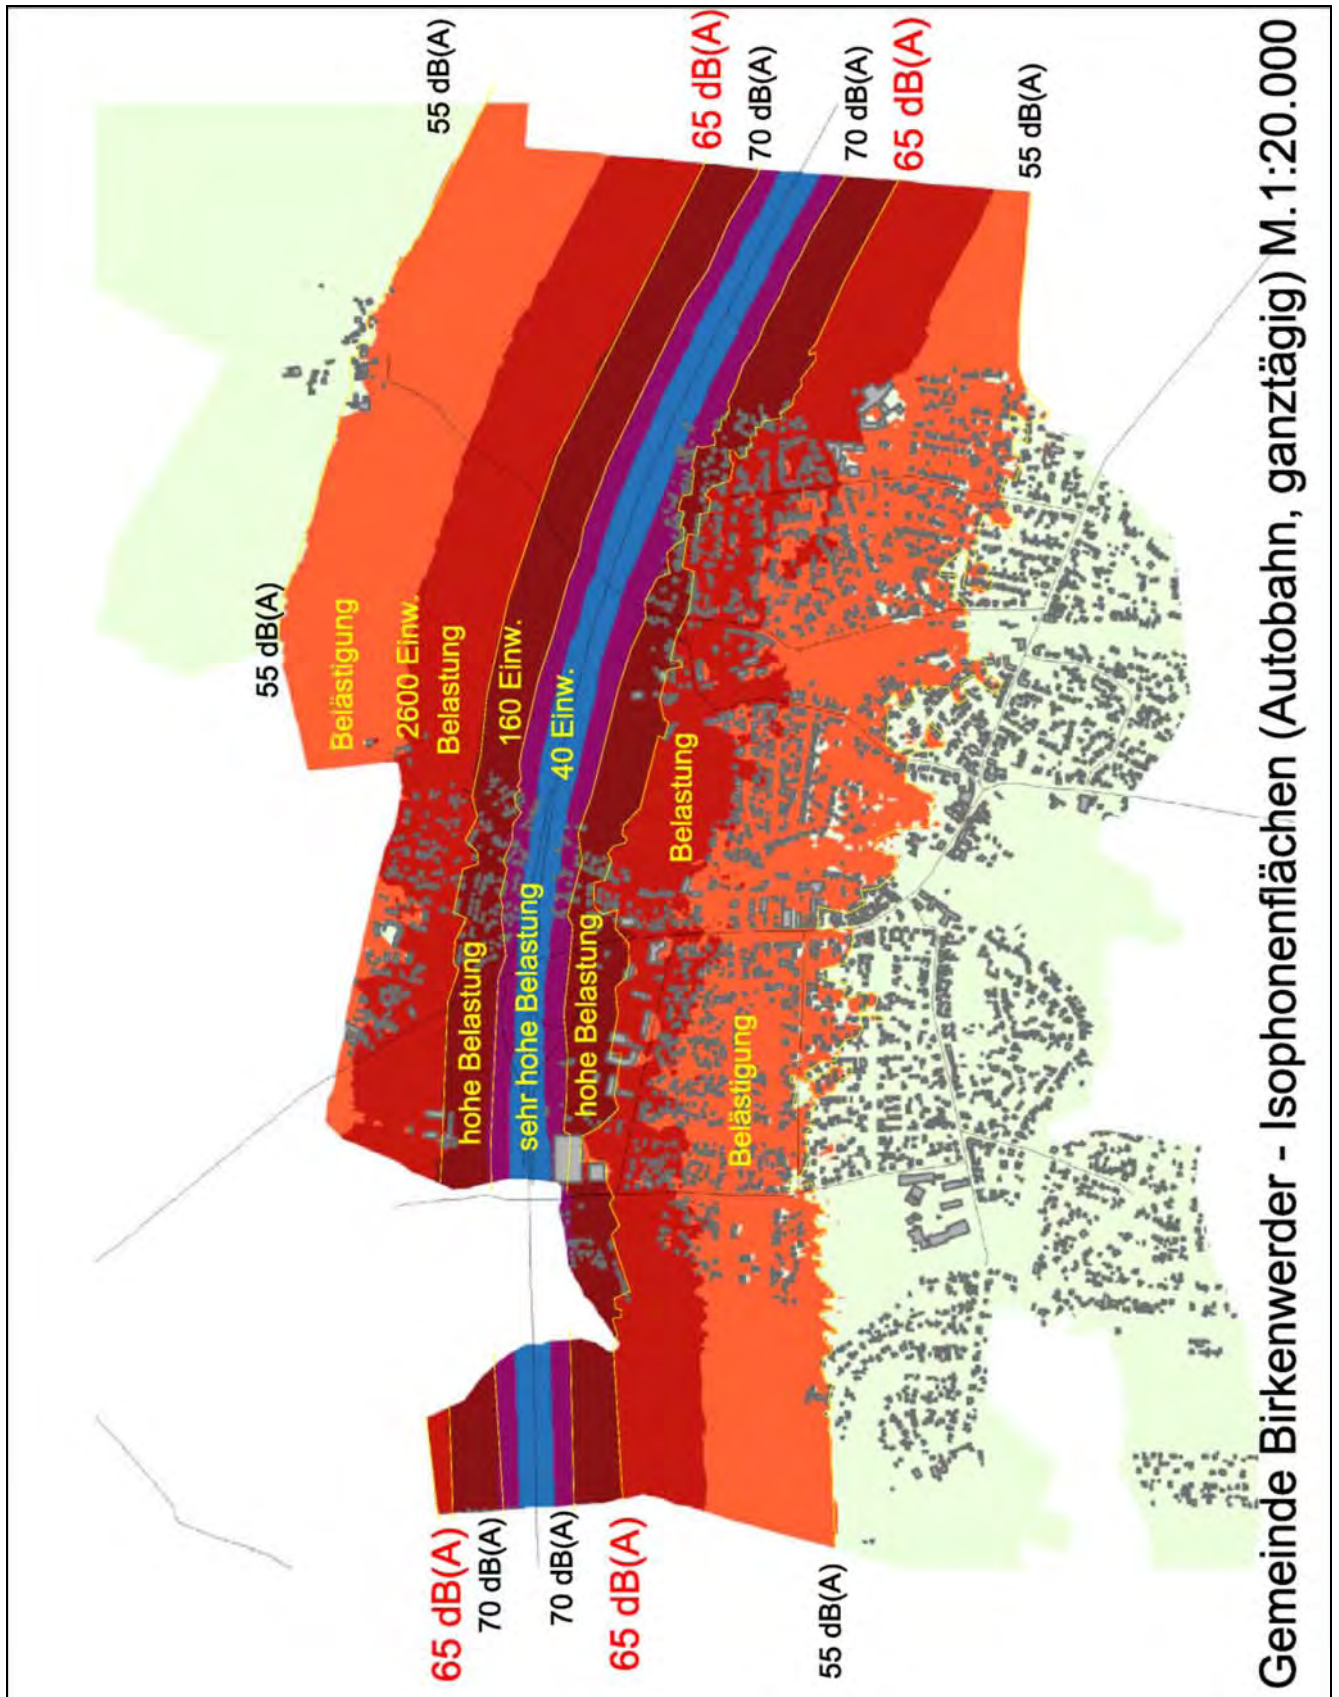 55 dB(A)
65 dB(A)
70 dB(A)
70 dB(A)
65 dB(A)
55 dB(A)
55 dB(A)
Belästigung
2600 Einw.
Belastung
160 Einw.
40 Einw.
Belastung
hohe Belastung
sehr hohe Belastung
hohe Belastung
Belästigung
65 dB(A)
70 dB(A)
70 dB(A)
65 dB(A)
55 dB(A)
Gemeinde Birkenwerder - Isophonenflächen (Autobahn, ganztägig) M.1:20.000